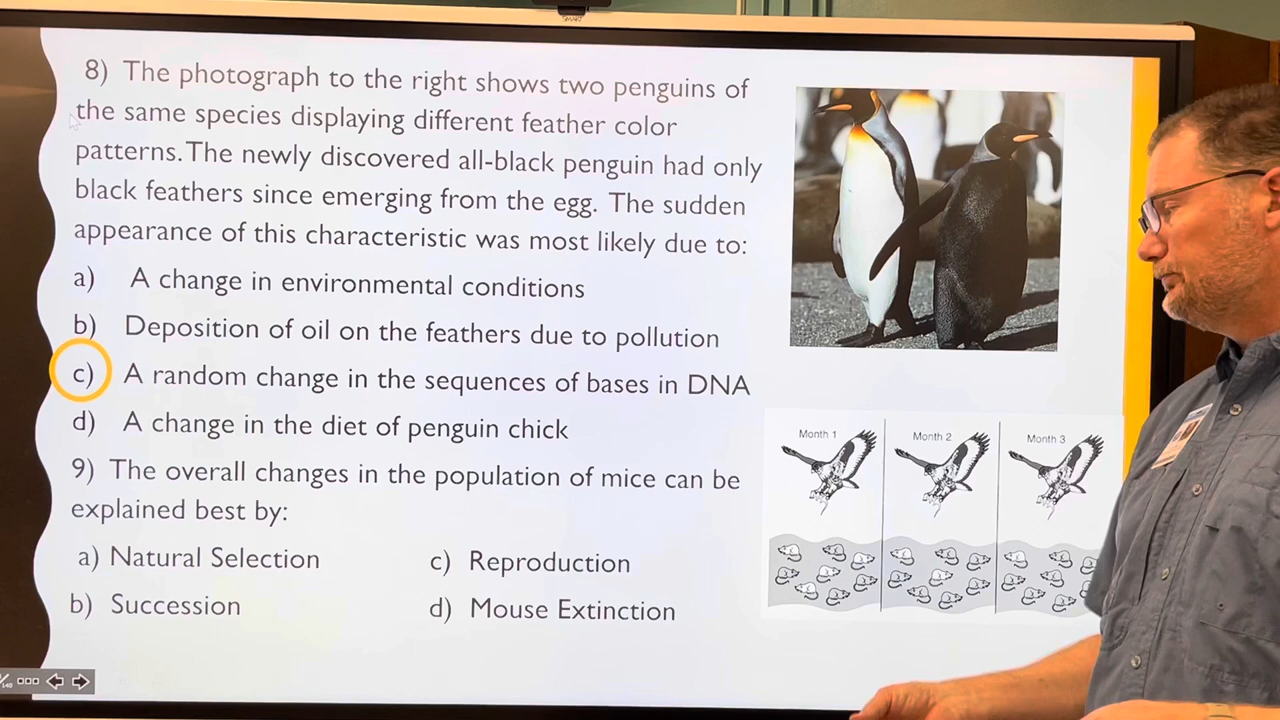 SMART
8) The photograph to the right shows two penguins of
the same species displaying different feather color
patterns. The newly discovered all-black penguin had only
black feathers since emerging from the egg. The sudden
appearance of this characteristic was most likely due to:
a) A change in environmental conditions
b) Deposition of oil on the feathers due to pollution
c) A random change in the sequences of bases in DNA
d) A change in the diet of penguin chick
Month 1 Month 2 Month 3
9) The overall changes in the population of mice can be
explained best by:
a) Natural Selection c) Reproduction
b) Succession d) Mouse Extinction